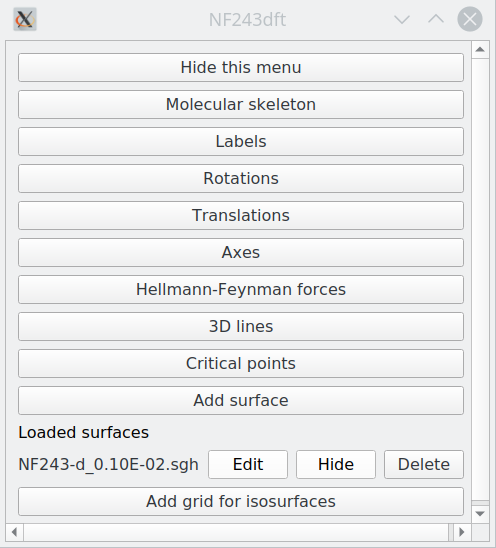 NF243dft
Hide this menu
Molecular skeleton
Labels
Rotations
Translations
Axes
Hellmann-Feynman forces
3D lines
Critical points
Add surface
Loaded surfaces
NF243-d_0.10E-02.sgh Edit Hide Delete
Add grid for isosurfaces